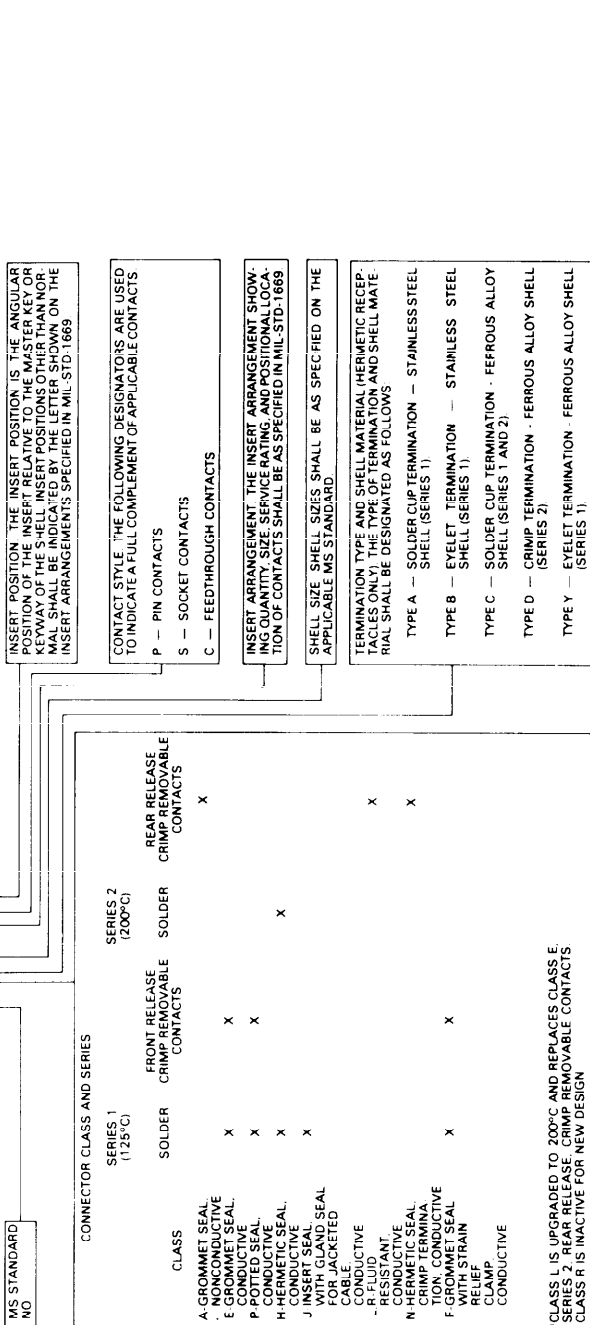 MS STANDARD
NO
CONNECTOR CLASS AND SERIES
SERIES 1
(125°C)
SERIES 2
(200°C)
CLASS
SOLDER
FRONT RELEASE
CRIMP REMOVABLE
CONTACTS
SOLDER
REAR RELEASE
CRIMP REMOVABLE
CONTACTS
A-GROMMET SEAL. X
NONCONDUCTIVE
E-GROMMET SEAL. X X
CONDUCTIVE
P-POTTED SEAL. X X
CONDUCTIVE
H-HERMETIC SEAL. X X
CONDUCTIVE
J INSERT SEAL. X
WITH GLAND SEAL
FOR JACKETED
CABLE.
CONDUCTIVE
L-R-FLUID X
RESISTANT.
CONDUCTIVE
N-HERMETIC SEAL. X
CRIMP TERMINA
TION. CONDUCTIVE
F-GROMMET SEAL X X
WITH STRAIN
RELIEF
CLAMP
CONDUCTIVE
CLASS L IS UPGRADED TO 200°C AND REPLACES CLASS E.
SERIES 2. REAR RELEASE. CRIMP REMOVABLE CONTACTS
CLASS R IS INACTIVE FOR NEW DESIGN
INSERT POSITION THE INSERT POSITION IS THE ANGULAR
POSITION OF THE INSERT RELATIVE TO THE MASTER KEY OR
KEYWAY OF THE SHELL INSERT POSITIONS OTHER THAN NOR-
MAL SHALL BE INDICATED BY THE LETTER SHOWN ON THE
INSERT ARRANGEMENTS SPECIFIED IN MIL-STD-1669
CONTACT STYLE. THE FOLLOWING DESIGNATORS ARE USED
TO INDICATE A FULL COMPLEMENT OF APPLICABLE CONTACTS
P — PIN CONTACTS
S — SOCKET CONTACTS
C — FEEDTHROUGH CONTACTS
INSERT ARRANGEMENT THE INSERT ARRANGEMENT SHOW-
ING QUANTITY, SIZE, SERVICE RATING, AND POSITIONAL LOCA-
TION OF CONTACTS SHALL BE AS SPECIFIED IN MIL-STD-1669
SHELL SIZE SHELL SIZES SHALL BE AS SPECFIED ON THE
APPLICABLE MS STANDARD.
TERMINATION TYPE AND SHELL MATERIAL (HERMETIC RECEP-
TACLES ONLY) THE TYPE OF TERMINATION AND SHELL MATE-
RIAL SHALL BE DESIGNATED AS FOLLOWS
TYPE A — SOLDER CUP TERMINATION — STAINLESS STEEL
SHELL (SERIES 1)
TYPE B — EYELET TERMINATION — STAINLESS STEEL
SHELL (SERIES 1).
TYPE C — SOLDER CUP TERMINATION - FERROUS ALLOY
SHELL (SERIES 1 AND 2)
TYPE D — CRIMP TERMINATION - FERROUS ALLOY SHELL
(SERIES 2)
TYPE Y — EYELET TERMINATION - FERROUS ALLOY SHELL
(SERIES 1)